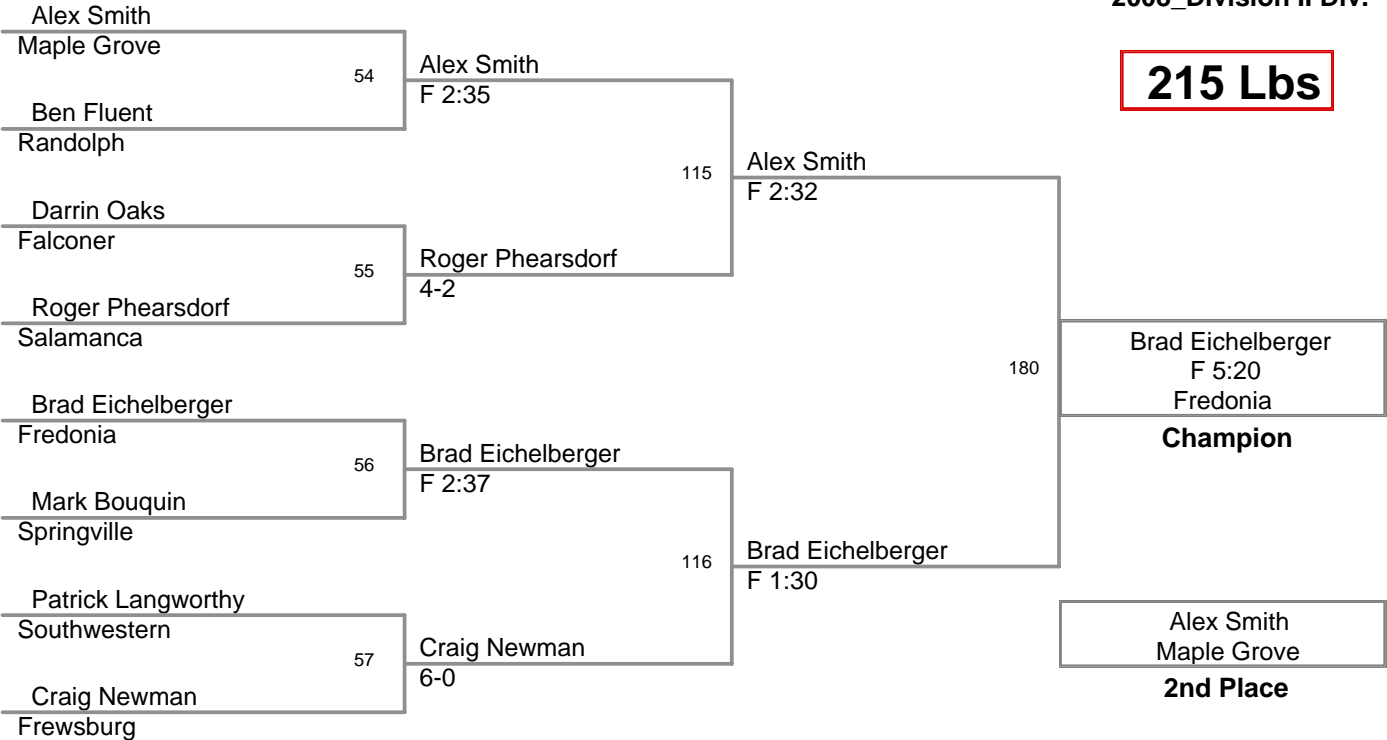 2008_Division II Div.
215 Lbs
Alex Smith
Maple Grove
54
Ben Fluent
Randolph
Alex Smith
F 2:35
Darrin Oaks
Falconer
55
Roger Phearsdorf
Salamanca
Roger Phearsdorf
4-2
115
Alex Smith
F 2:32
Brad Eichelberger
Fredonia
56
Mark Bouquin
Springville
Brad Eichelberger
F 2:37
Patrick Langworthy
Southwestern
57
Craig Newman
Frewsburg
Craig Newman
6-0
116
Brad Eichelberger
F 1:30
180
Brad Eichelberger
F 5:20
Fredonia
Champion
Alex Smith
Maple Grove
2nd Place